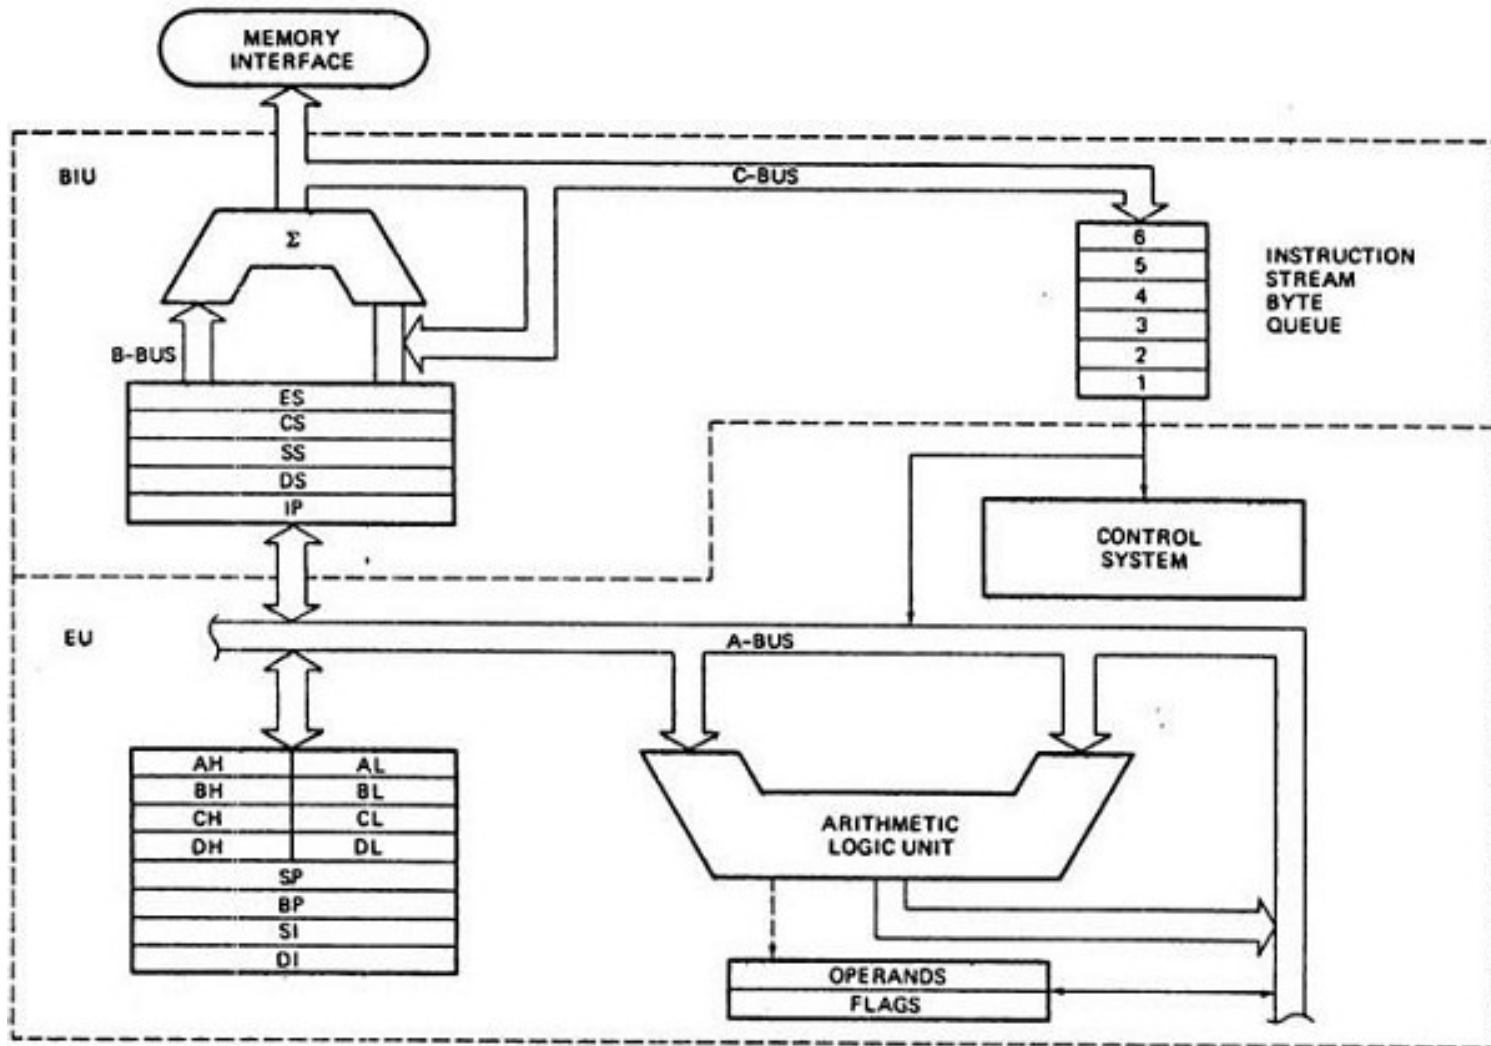 MEMORY
INTERFACE
BIU
C-BUS
Σ
B-BUS
6
5
4
3
2
1
INSTRUCTION
STREAM
BYTE
QUEUE
ES
CS
SS
DS
IP
CONTROL
SYSTEM
EU
A-BUS
AH AL
BH BL
CH CL
DH DL
SP
BP
SI
DI
ARITHMETIC
LOGIC UNIT
OPERANDS
FLAGS